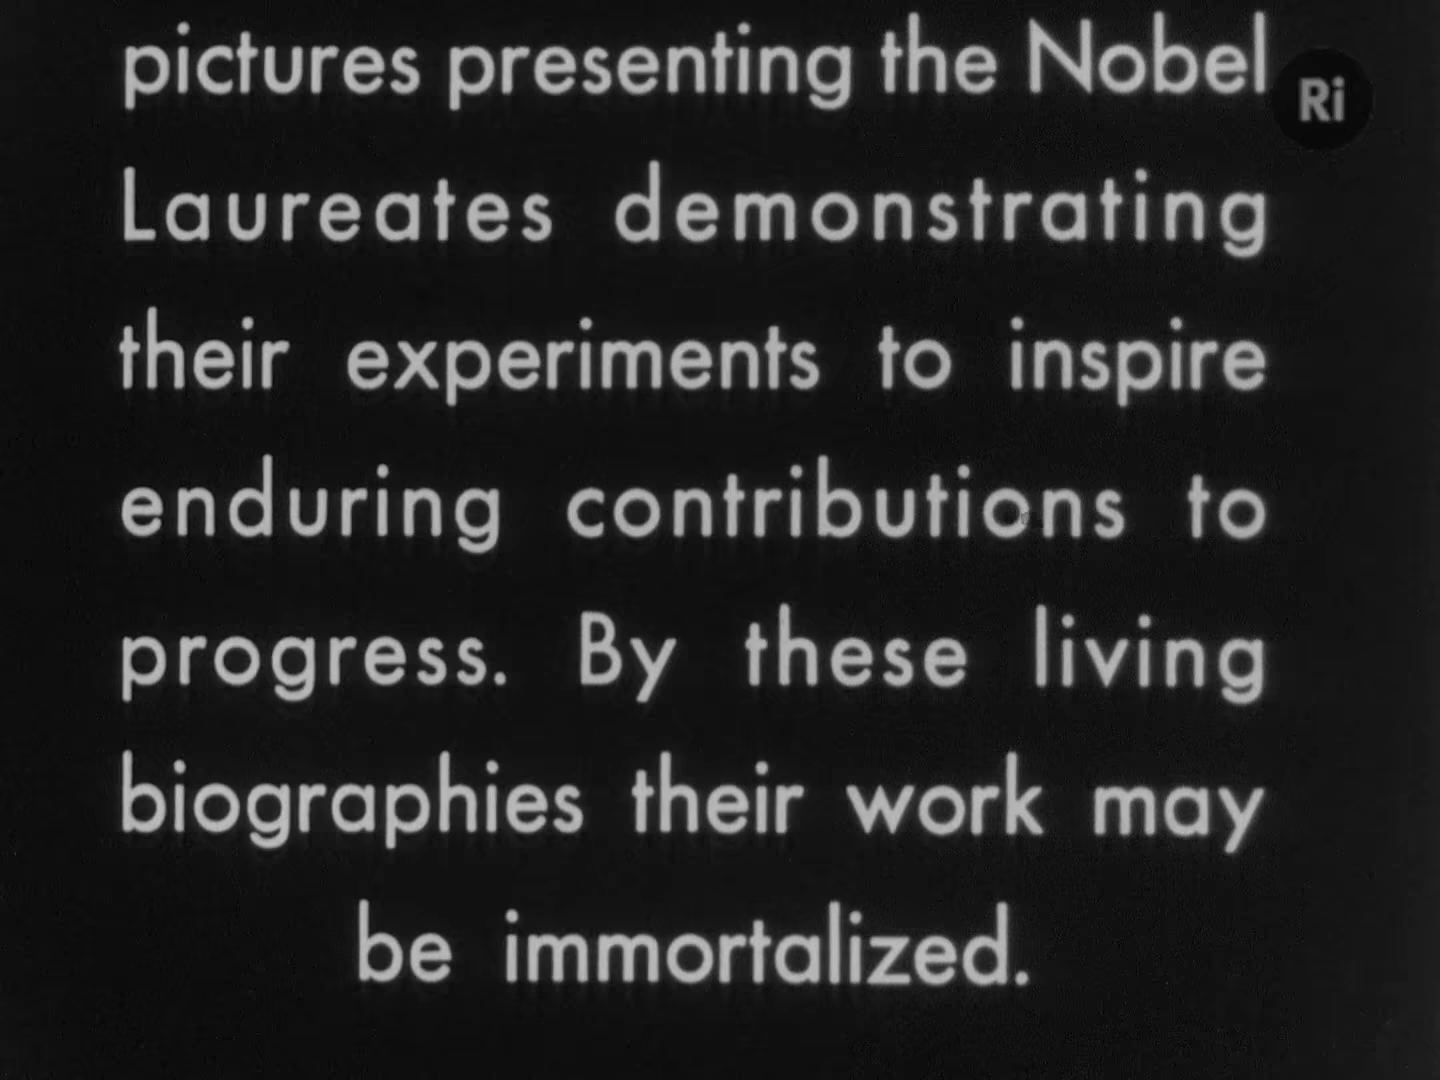 pictures presenting the Nobel
Ri
Laureates demonstrating
their experiments to inspire
enduring contributions to
progress. By these living
biographies their work may
be immortalized.